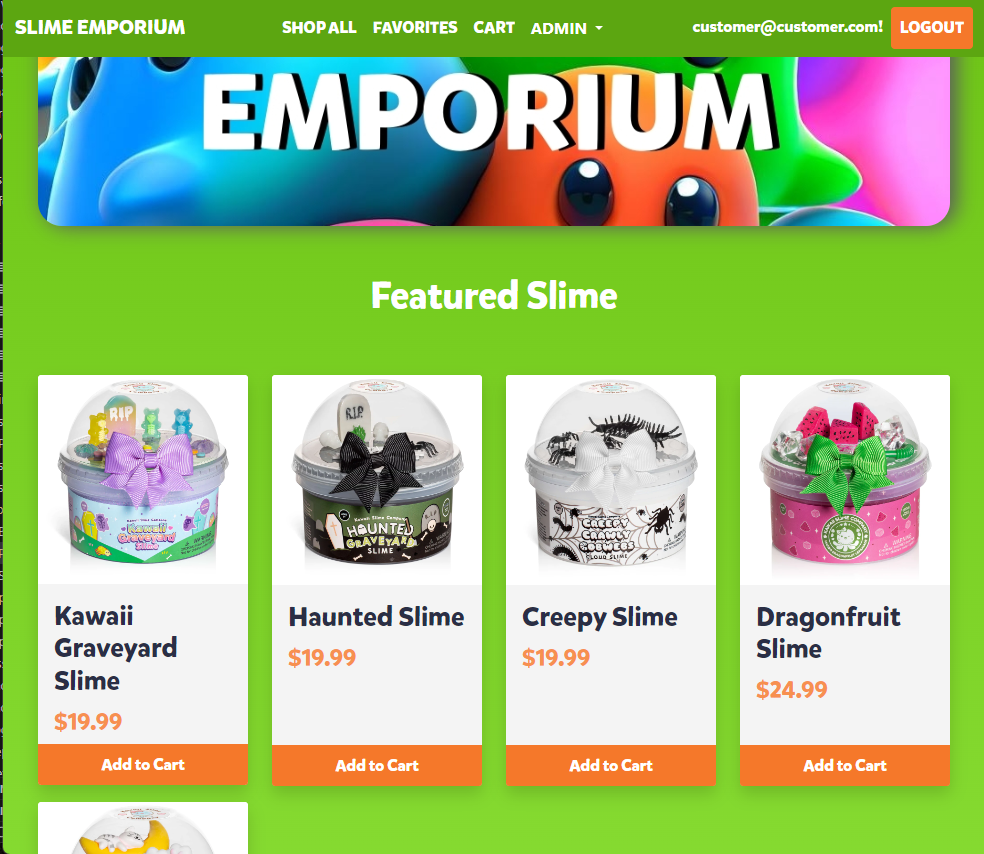 SLIME EMPORIUM
SHOP ALL FAVORITES CART ADMIN
customer@customer.com! LOGOUT
EMPORIUM
Featured Slime
RIP
RIP
Kawaii
Graveyard
Slime
HAUNTED
GRAVEYARD
SLIME
CREEPY
CRAWLY
COBWEBS
CLOUD SLIME
Kawaii
Graveyard
Slime
$19.99
Add to Cart
Haunted Slime
$19.99
Add to Cart
Creepy Slime
$19.99
Add to Cart
Dragonfruit
Slime
$24.99
Add to Cart